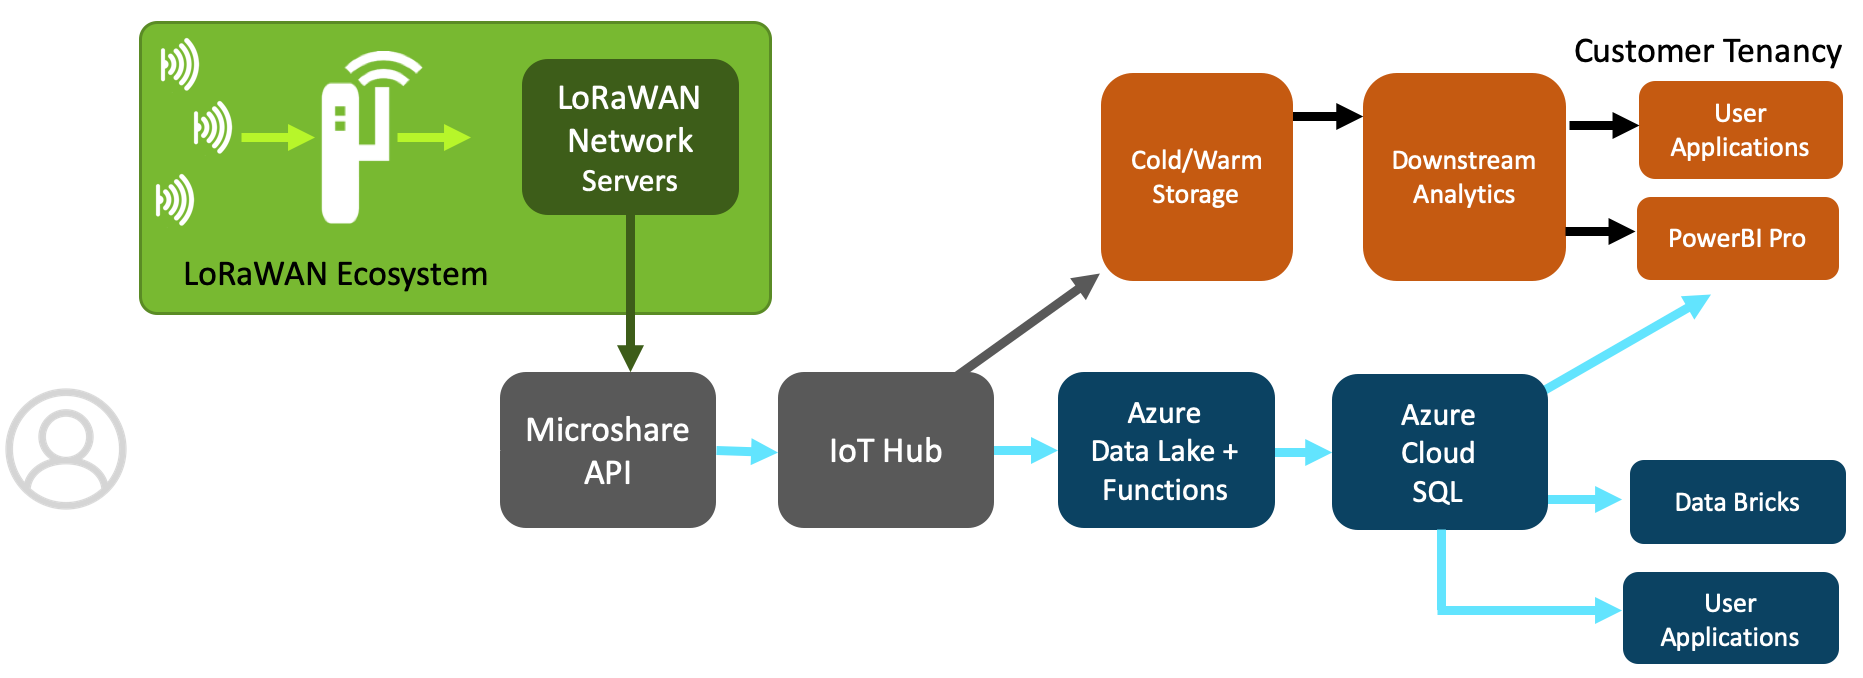 LoRaWAN
Network
Servers
LoRaWAN Ecosystem
Customer Tenancy
Cold/Warm
Storage
Downstream
Analytics
User
Applications
PowerBI Pro
Microshare
API
IoT Hub
Azure
Data Lake +
Functions
Azure
Cloud
SQL
Data Bricks
User
Applications